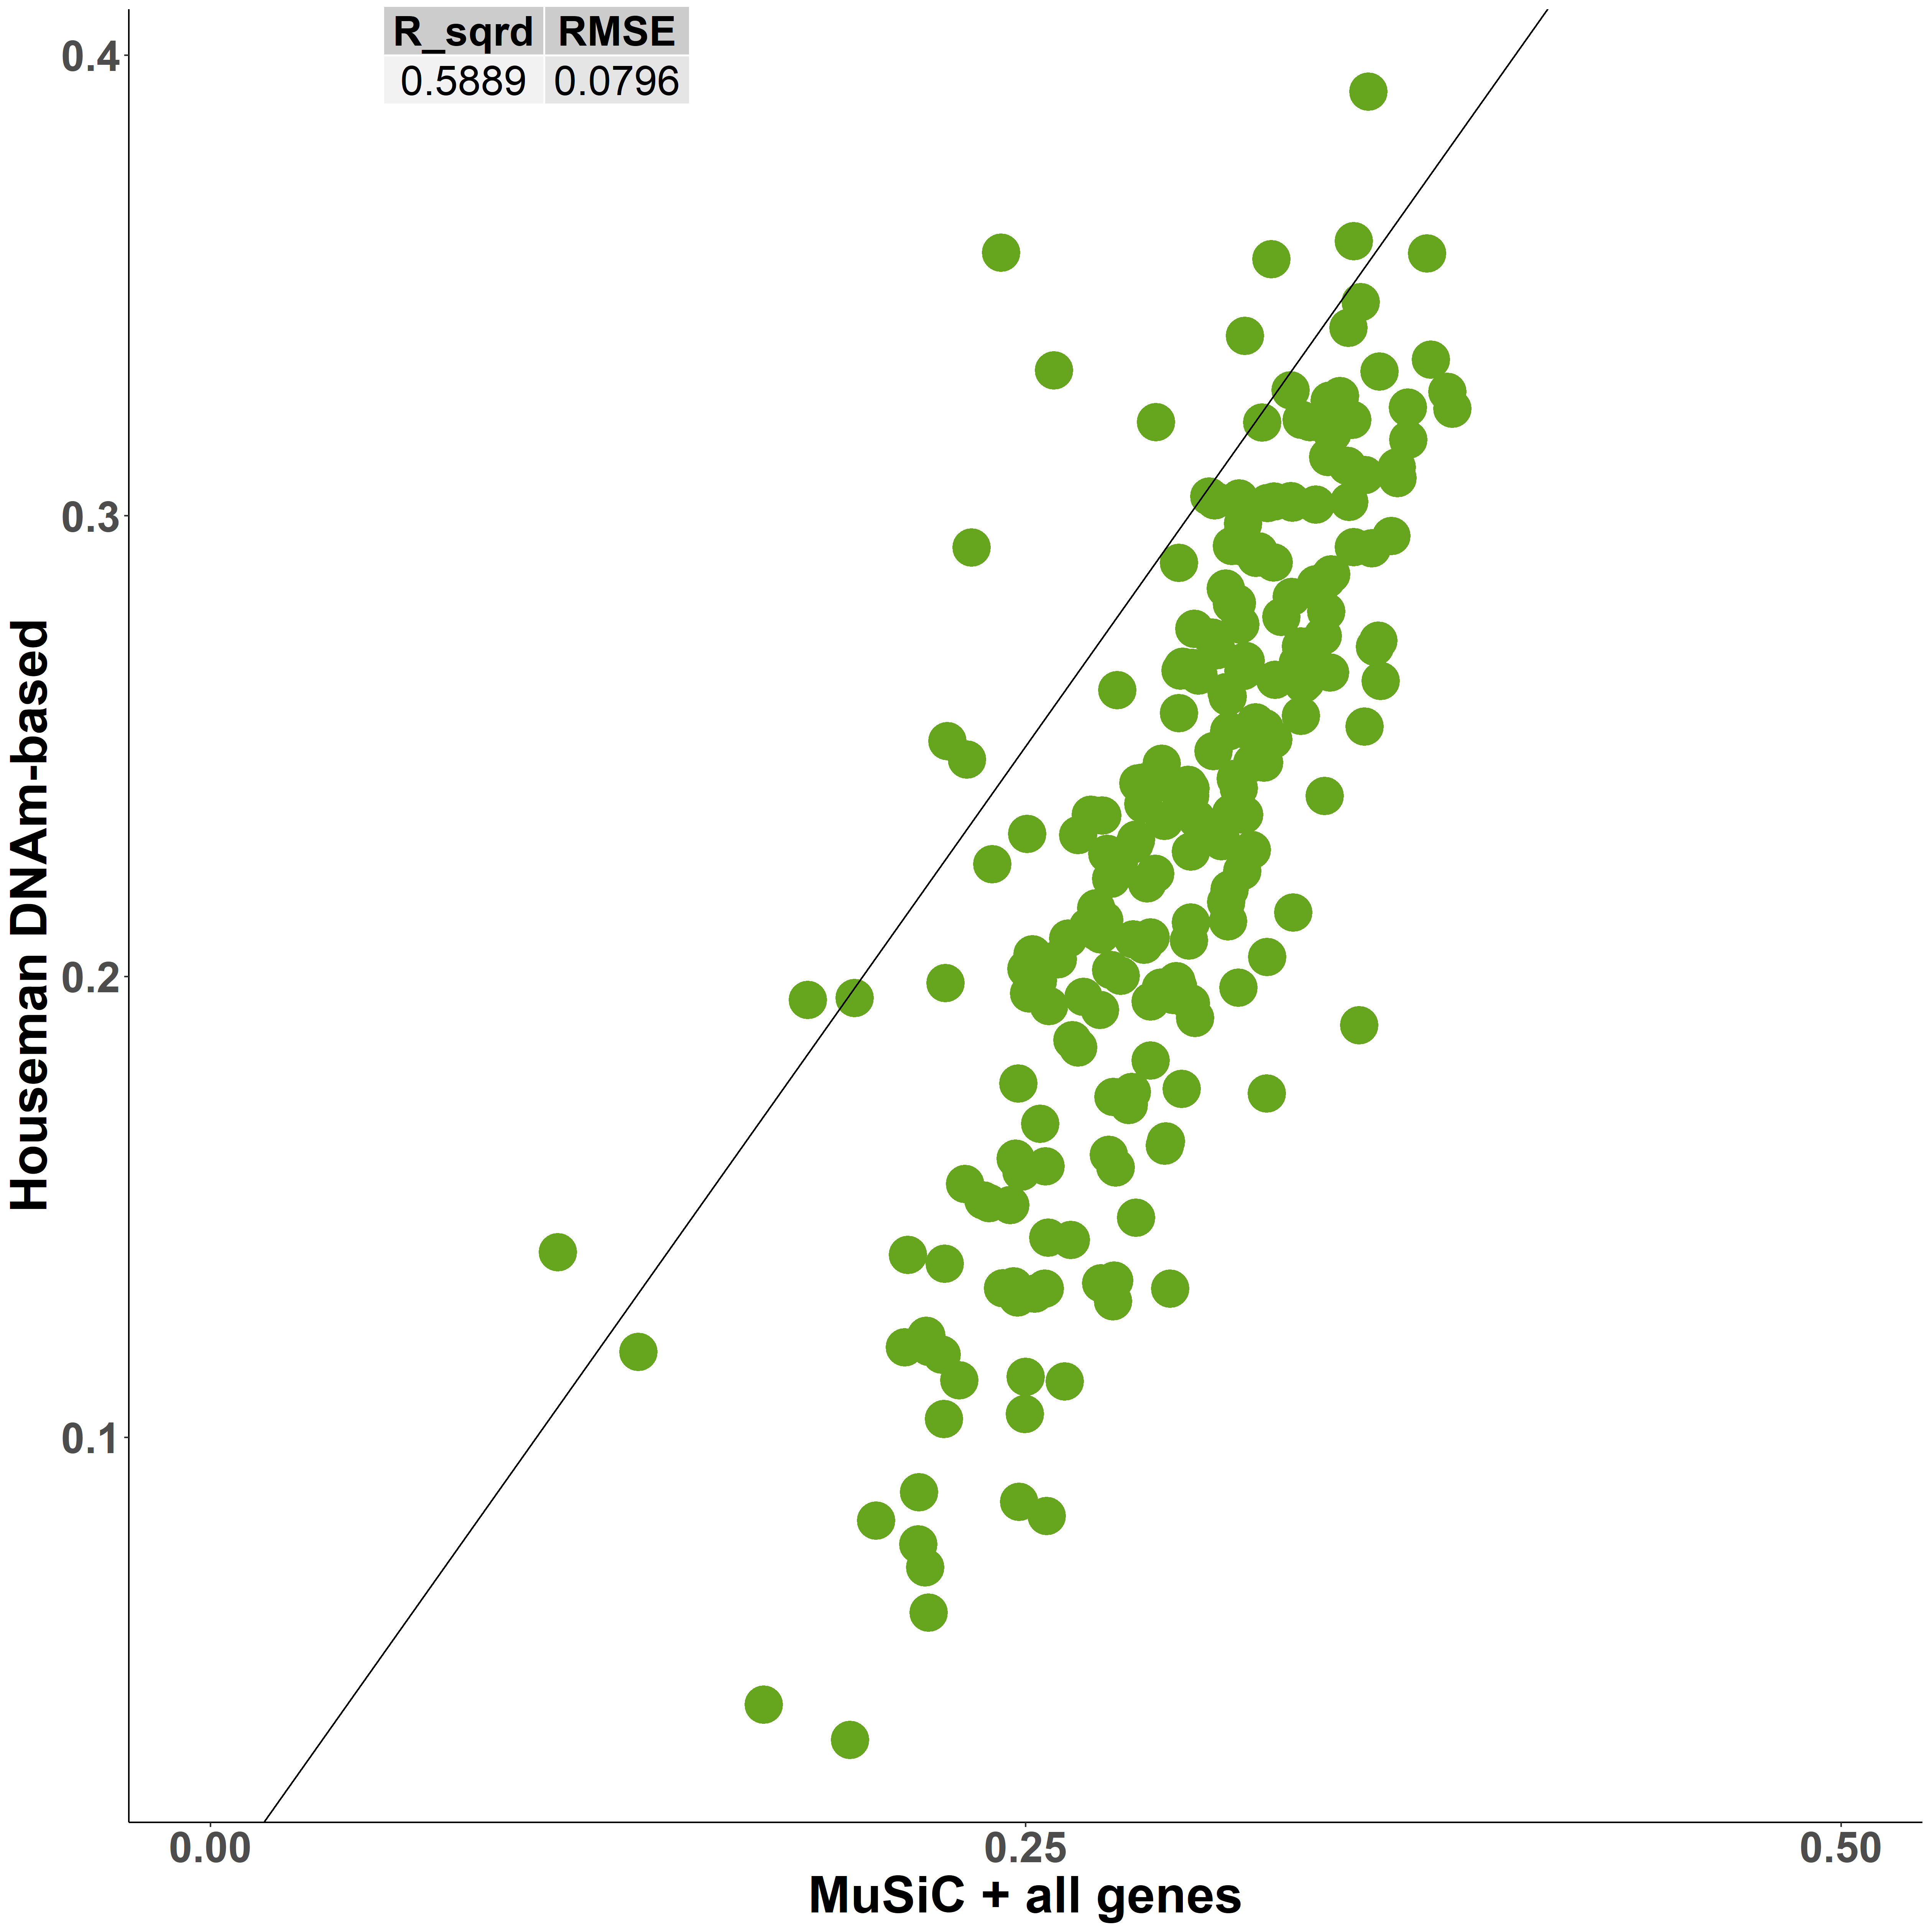 R_sqrd RMSE
0.5889 0.0796
0.4
0.3
0.2
0.1
Houseman DNAm-based
0.00 0.25 0.50
MuSiC + all genes